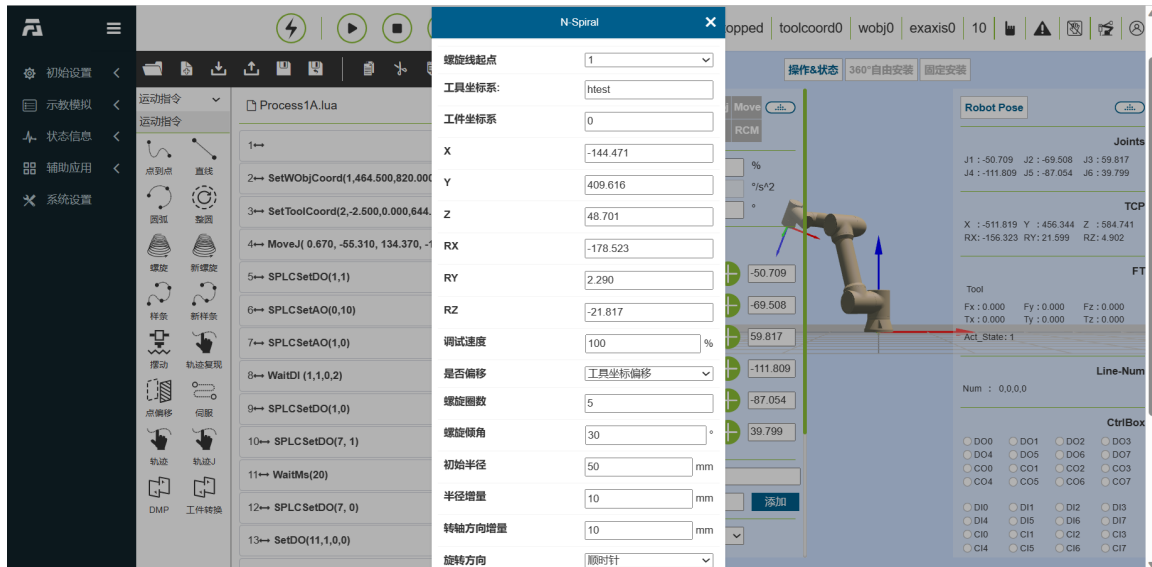 N-Spiral ×
opped toolcoord0 wobj0 exaxis0 10
初始设置
示教模拟
状态信息
辅助应用
系统设置
运动指令
运动指令
点到点 直线
圆弧 整圆
螺旋 新螺旋
样条 新样条
摆动 轨迹复现
点偏移 伺服
轨迹 轨迹J
DMP 工件转换
Process1A.lua
1
2 SetWObjCoord(1,464.500,820.000
3 SetToolCoord(2,-2.500,0.000,644.
4 MoveJ( 0.670, -55.310, 134.370, -1
5 SPLCSetDO(1,1)
6 SPLCSetAO(0,10)
7 SPLCSetAO(1,0)
8 WaitDI (1,1,0,2)
9 SPLCSetDO(1,0)
10 SPLCSetDO(7, 1)
11 WaitMs(20)
12 SPLCSetDO(7, 0)
13 SetDO(11,1,0,0)
螺旋线起点 1
工具坐标系: htest
工件坐标系 0
X -144.471
Y 409.616
Z 48.701
RX -178.523
RY 2.290
RZ -21.817
调试速度 100 %
是否偏移 工具坐标偏移
螺旋圈数 5
螺旋倾角 30 °
初始半径 50 mm
半径增量 10 mm
转轴方向增量 10 mm
旋转方向 顺时针
操作&状态 360°自由安装 固定安装
Move
RCM
%
°/s^2
°
-50.709
-69.508
59.817
-111.809
-87.054
39.799
添加
Robot Pose
Joints
J1 : -50.709 J2 : -69.508 J3 : 59.817
J4 : -111.809 J5 : -87.054 J6 : 39.799
TCP
X : -511.819 Y : 456.344 Z : 584.741
RX: -156.323 RY: 21.599 RZ: 4.902
FT
Tool
Fx : 0.000 Fy : 0.000 Fz : 0.000
Tx : 0.000 Ty : 0.000 Tz : 0.000
Act_State: 1
Line-Num
Num : 0,0,0,0
CtrlBox
DO0 DO1 DO2 DO3
DO4 DO5 DO6 DO7
CO0 CO1 CO2 CO3
CO4 CO5 CO6 CO7
DI0 DI1 DI2 DI3
DI4 DI5 DI6 DI7
CI0 CI1 CI2 CI3
CI4 CI5 CI6 CI7